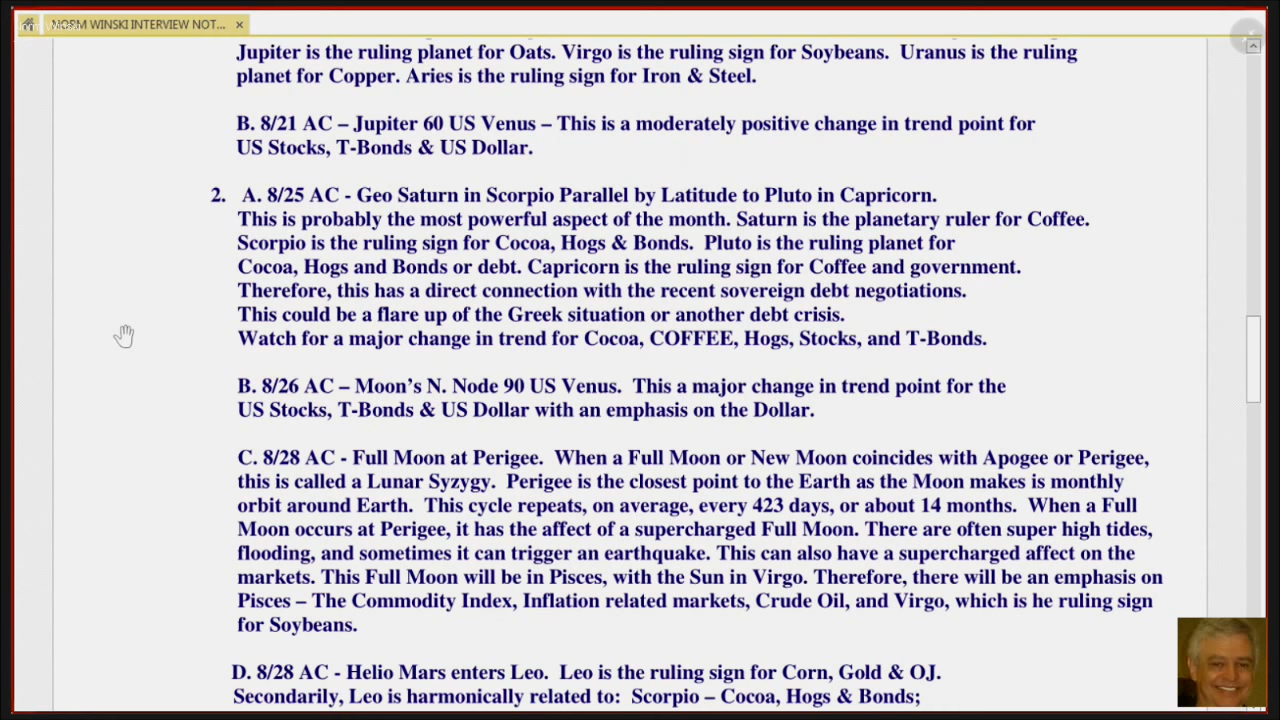 NORM WINSKI INTERVIEW NOT...
Jupiter is the ruling planet for Oats. Virgo is the ruling sign for Soybeans.  Uranus is the ruling
planet for Copper. Aries is the ruling sign for Iron & Steel.
B. 8/21 AC – Jupiter 60 US Venus – This is a moderately positive change in trend point for
US Stocks, T-Bonds & US Dollar.
2.   A. 8/25 AC - Geo Saturn in Scorpio Parallel by Latitude to Pluto in Capricorn.
This is probably the most powerful aspect of the month. Saturn is the planetary ruler for Coffee.
Scorpio is the ruling sign for Cocoa, Hogs & Bonds.  Pluto is the ruling planet for
Cocoa, Hogs and Bonds or debt. Capricorn is the ruling sign for Coffee and government.
Therefore, this has a direct connection with the recent sovereign debt negotiations.
This could be a flare up of the Greek situation or another debt crisis.
Watch for a major change in trend for Cocoa, COFFEE, Hogs, Stocks, and T-Bonds.
B. 8/26 AC – Moon's N. Node 90 US Venus.  This a major change in trend point for the
US Stocks, T-Bonds & US Dollar with an emphasis on the Dollar.
C. 8/28 AC - Full Moon at Perigee.  When a Full Moon or New Moon coincides with Apogee or Perigee,
this is called a Lunar Syzygy.  Perigee is the closest point to the Earth as the Moon makes is monthly
orbit around Earth.  This cycle repeats, on average, every 423 days, or about 14 months.  When a Full
Moon occurs at Perigee, it has the affect of a supercharged Full Moon. There are often super high tides,
flooding, and sometimes it can trigger an earthquake. This can also have a supercharged affect on the
markets. This Full Moon will be in Pisces, with the Sun in Virgo. Therefore, there will be an emphasis on
Pisces – The Commodity Index, Inflation related markets, Crude Oil, and Virgo, which is he ruling sign
for Soybeans.
D. 8/28 AC - Helio Mars enters Leo.  Leo is the ruling sign for Corn, Gold & OJ.
Secondarily, Leo is harmonically related to:  Scorpio – Cocoa, Hogs & Bonds;